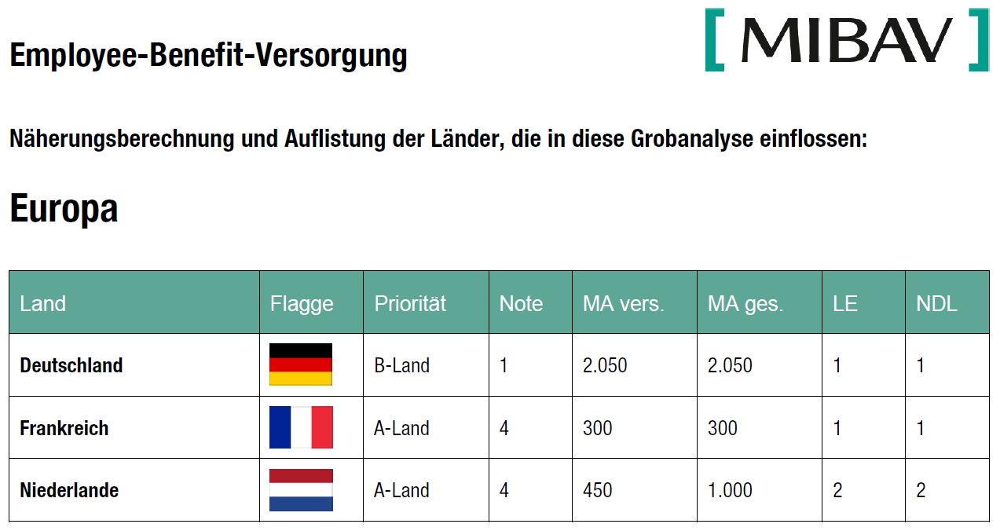 [ MIBAV ]
Employee-Benefit-Versorgung
Näherungsberechnung und Auflistung der Länder, die in diese Grobanalyse einflossen:
Europa
Land Flagge Priorität Note MA vers. MA ges. LE NDL
Deutschland B-Land 1 2.050 2.050 1 1
Frankreich A-Land 4 300 300 1 1
Niederlande A-Land 4 450 1.000 2 2